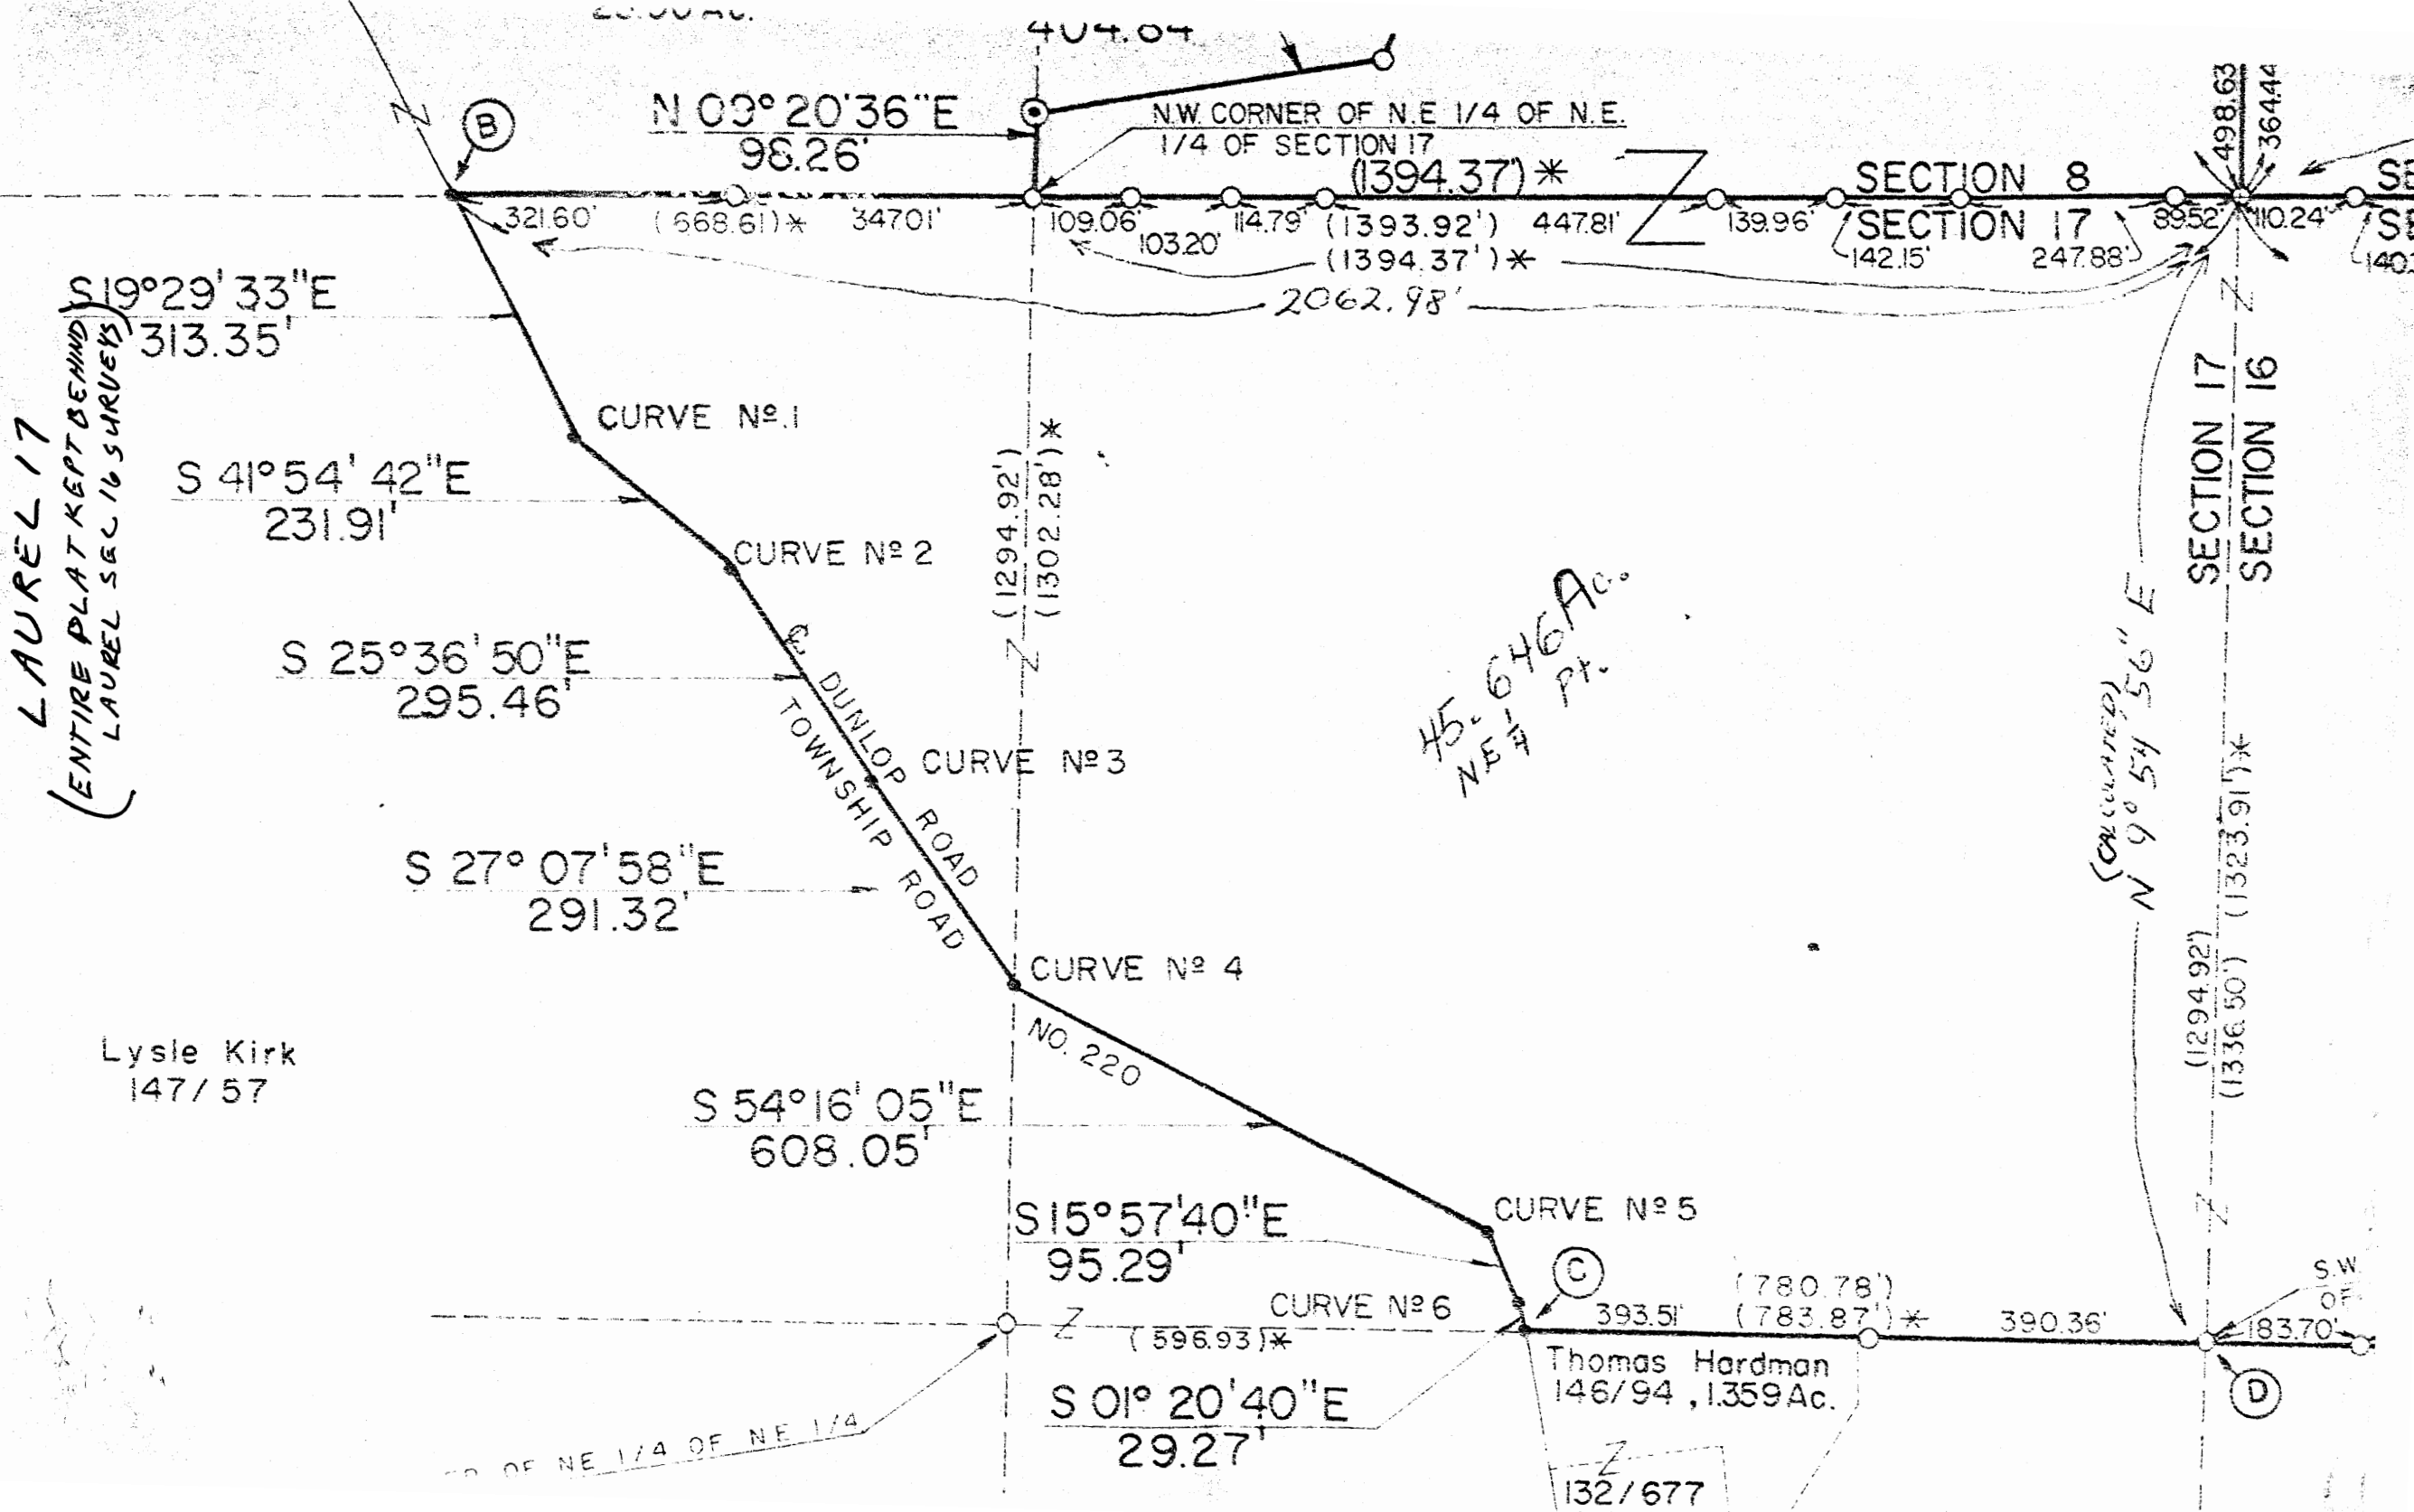 404.64
B
N 09° 20' 36" E
98.26'
N.W. CORNER OF N.E 1/4 OF N.E.
1/4 OF SECTION 17
(1394.37')*
498.63
364.44
SECTION 8
SECTION 17
321.60'
(668.61)*
347.01'
109.06'
103.20'
114.79'
(1393.92')
447.81'
139.96'
142.15'
247.88'
89.52'
110.24'
(1394.37')*
2062.98'
S 19° 29' 33" E
313.35'
LAUREL 17
(ENTIRE PLAT KEPT BEHIND
LAUREL SEC 16 SURVEYS)
CURVE Nº.1
S 41° 54' 42" E
231.91'
CURVE Nº 2
(1294.92')
(1302.28')*
SECTION 17
SECTION 16
S 25° 36' 50" E
295.46'
℄ DUNLOP ROAD
TOWNSHIP ROAD
45.646 Ac.
NE 1/4 Pt.
CURVE Nº 3
(CALCULATED)
N 9° 54' 56" E
(1323.91')*
S 27° 07' 58" E
291.32'
CURVE Nº 4
NO. 220
(1294.92')
(1336.50')
Lysle Kirk
147/57
S 54° 16' 05" E
608.05'
S 15° 57' 40" E
95.29'
CURVE Nº 5
C
CURVE Nº 6
(596.93)*
393.51'
(780.78')
(783.87')*
390.36'
S.W.
OF
183.70'
D
Thomas Hardman
146/94, 1.359 Ac.
S 01° 20' 40" E
29.27'
OF NE 1/4 OF NE 1/4
132/677